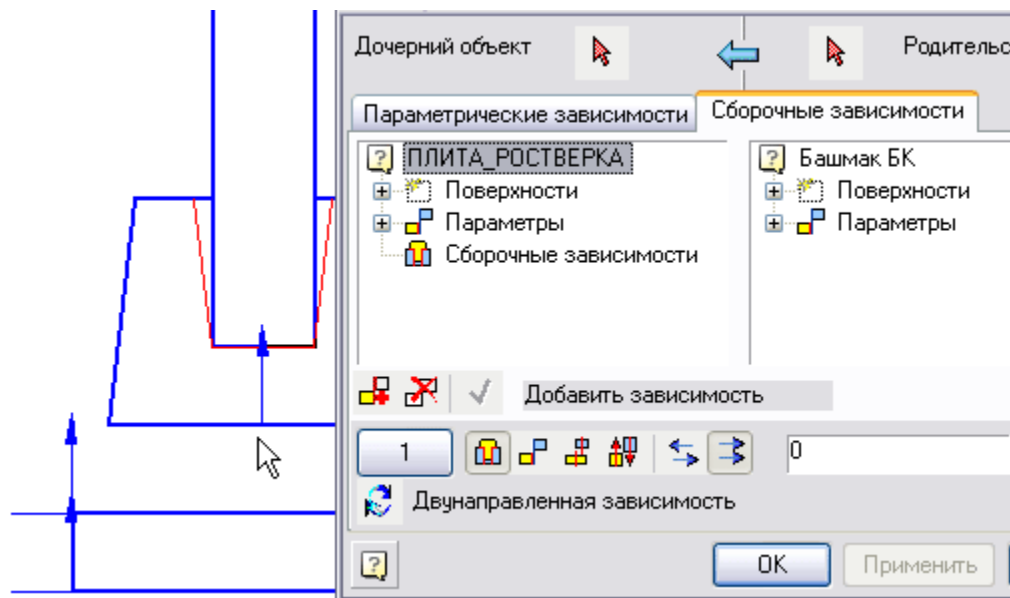 Дочерний объект
Родительс
Параметрические зависимости
Сборочные зависимости
ПЛИТА_РОСТВЕРКА
Поверхности
Параметры
Сборочные зависимости
Башмак БК
Поверхности
Параметры
Добавить зависимость
1
0
Двунаправленная зависимость
OK
Применить